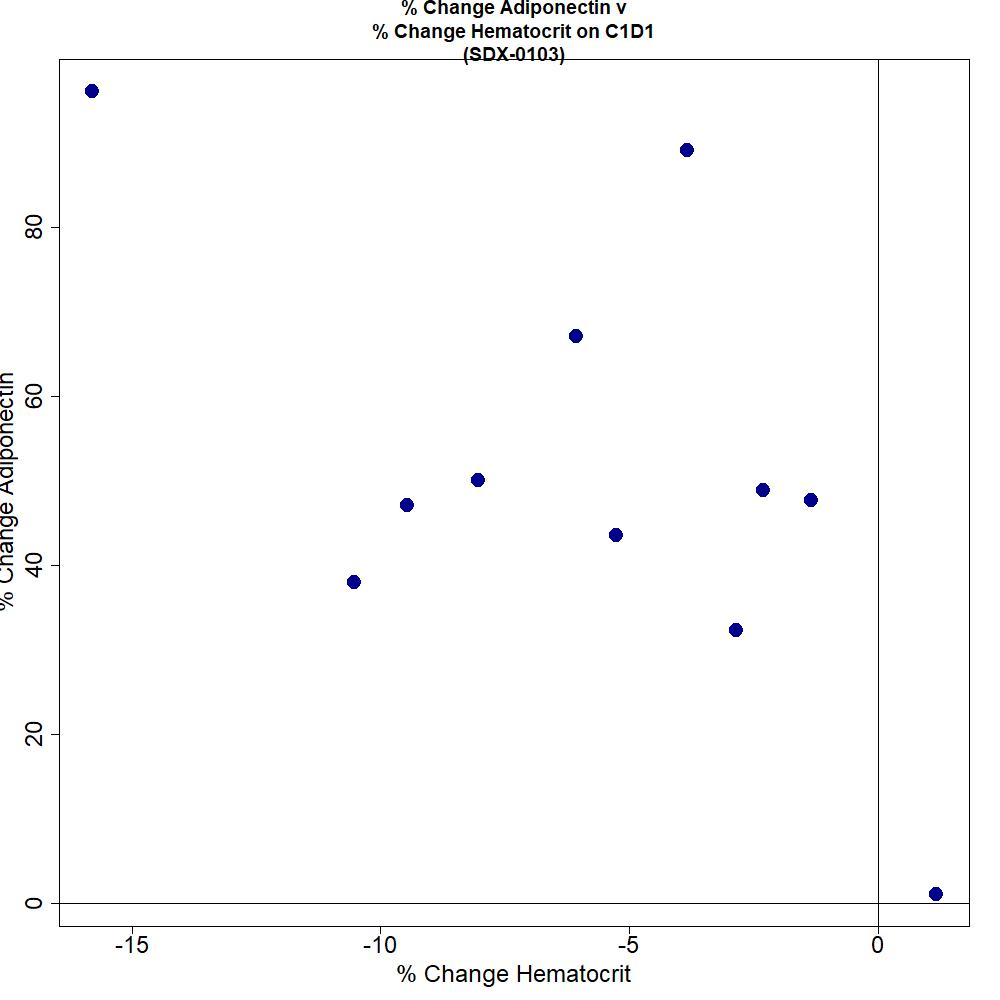 % Change Adiponectin v
% Change Hematocrit on C1D1
(SDX-0103)
% Change Adiponectin
80
60
40
20
0
-15
-10
-5
0
% Change Hematocrit